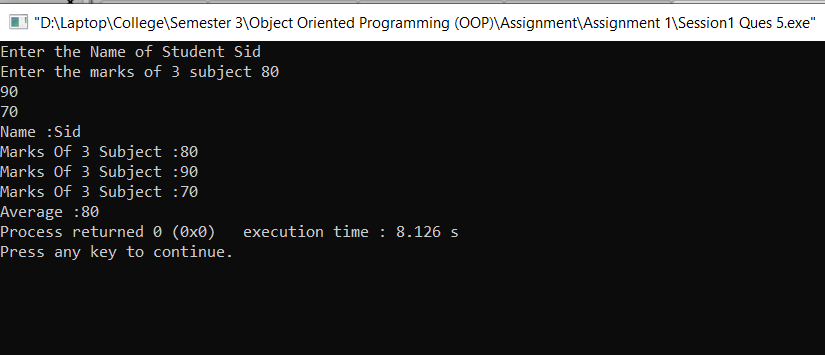 "D:\Laptop\College\Semester 3\Object Oriented Programming (OOP)\Assignment\Assignment 1\Session1 Ques 5.exe"
Enter the Name of Student Sid
Enter the marks of 3 subject 80
90
70
Name :Sid
Marks Of 3 Subject :80
Marks Of 3 Subject :90
Marks Of 3 Subject :70
Average :80
Process returned 0 (0x0)   execution time : 8.126 s
Press any key to continue.